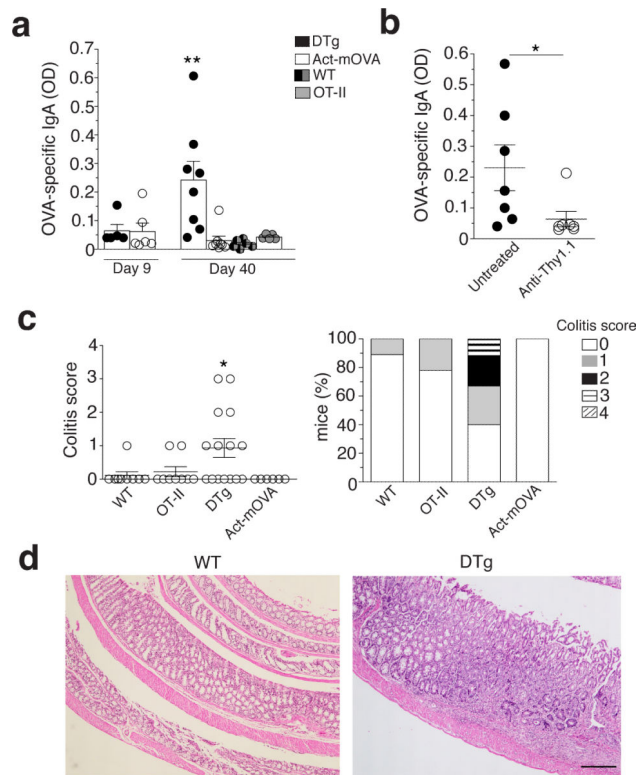 a
OVA-specific IgA (OD)
0.7
0.6
0.5
0.4
0.3
0.2
0.1
0
**
Day 9
Day 40
DTg
Act-mOVA
WT
OT-II
b
OVA-specific IgA (OD)
0.6
0.5
0.4
0.3
0.2
0.1
0
*
Untreated
Anti-Thy1.1
c
Colitis score
4
3
2
1
0
*
WT
OT-II
DTg
Act-mOVA
mice (%)
100
80
60
40
20
0
WT
OT-II
DTg
Act-mOVA
Colitis score
0
1
2
3
4
d
WT
DTg